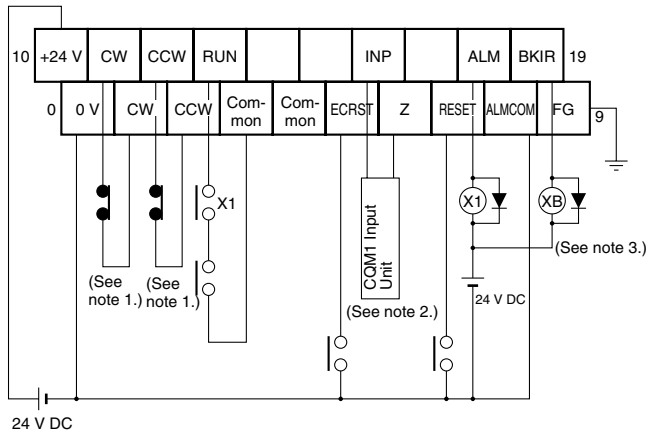 10 +24 V CW CCW RUN INP ALM BKIR 19
0 0 V CW CCW Com-
mon Com-
mon ECRST Z RESET ALMCOM FG 9
X1
X1 XB
CQM1 Input
Unit
(See
note 1.)
(See
note 1.)
(See note 2.)
(See note 3.)
24 V DC
24 V DC